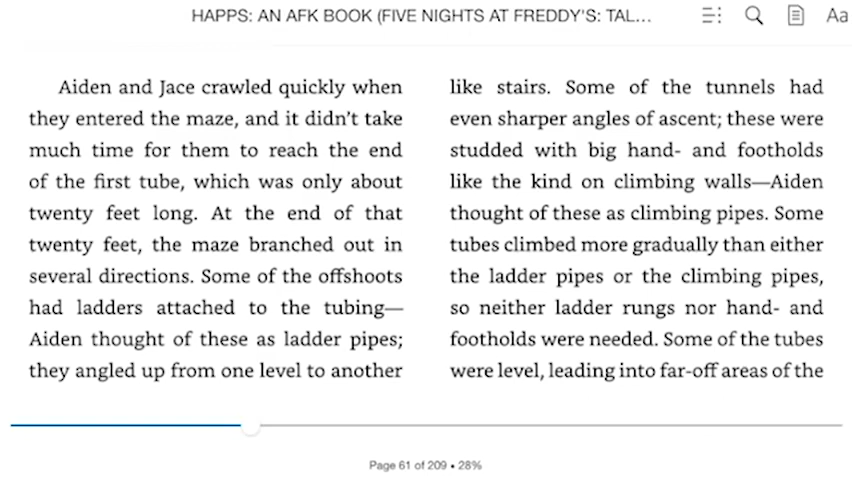 HAPPS: AN AFK BOOK (FIVE NIGHTS AT FREDDY'S: TAL...
Aa
Aiden and Jace crawled quickly when
they entered the maze, and it didn't take
much time for them to reach the end
of the first tube, which was only about
twenty feet long. At the end of that
twenty feet, the maze branched out in
several directions. Some of the offshoots
had ladders attached to the tubing—
Aiden thought of these as ladder pipes;
they angled up from one level to another
like stairs. Some of the tunnels had
even sharper angles of ascent; these were
studded with big hand- and footholds
like the kind on climbing walls—Aiden
thought of these as climbing pipes. Some
tubes climbed more gradually than either
the ladder pipes or the climbing pipes,
so neither ladder rungs nor hand- and
footholds were needed. Some of the tubes
were level, leading into far-off areas of the
Page 61 of 209 • 28%